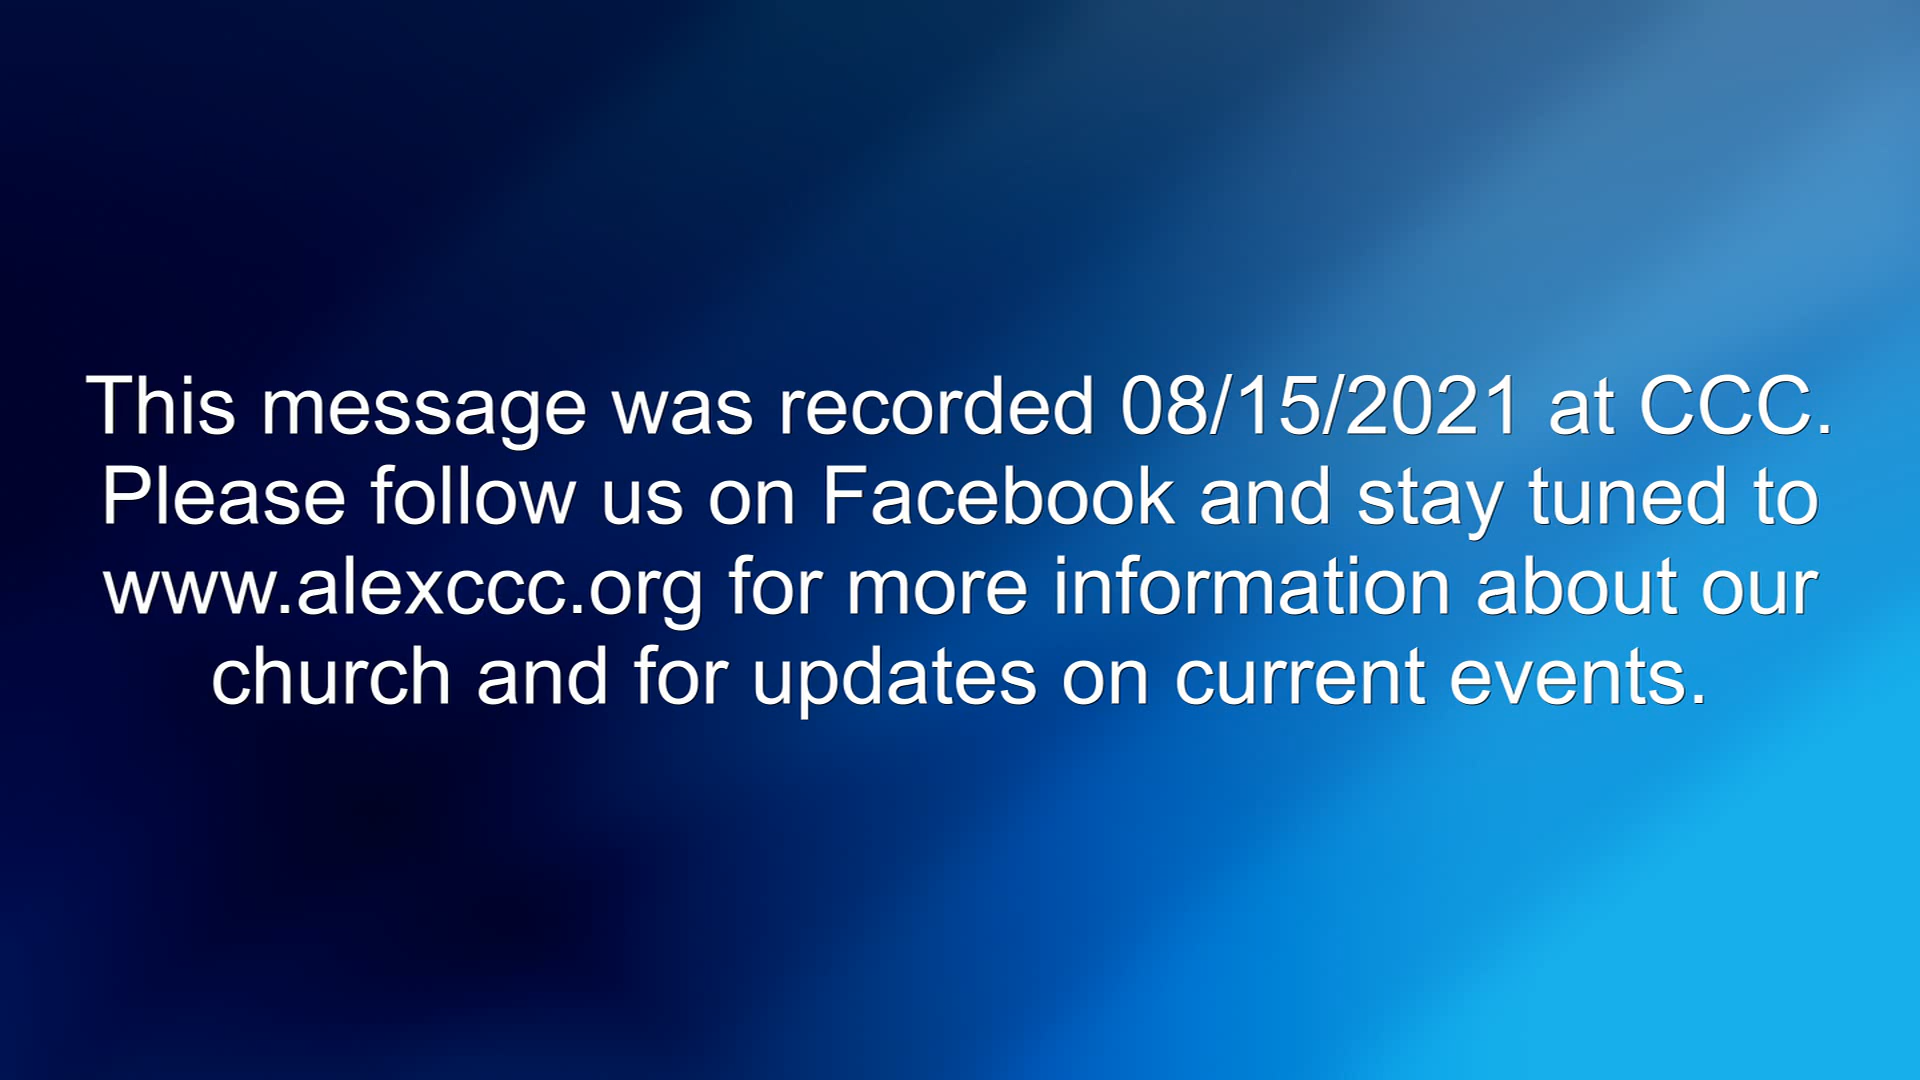 This message was recorded 08/15/2021 at CCC.
Please follow us on Facebook and stay tuned to
www.alexccc.org for more information about our
church and for updates on current events.